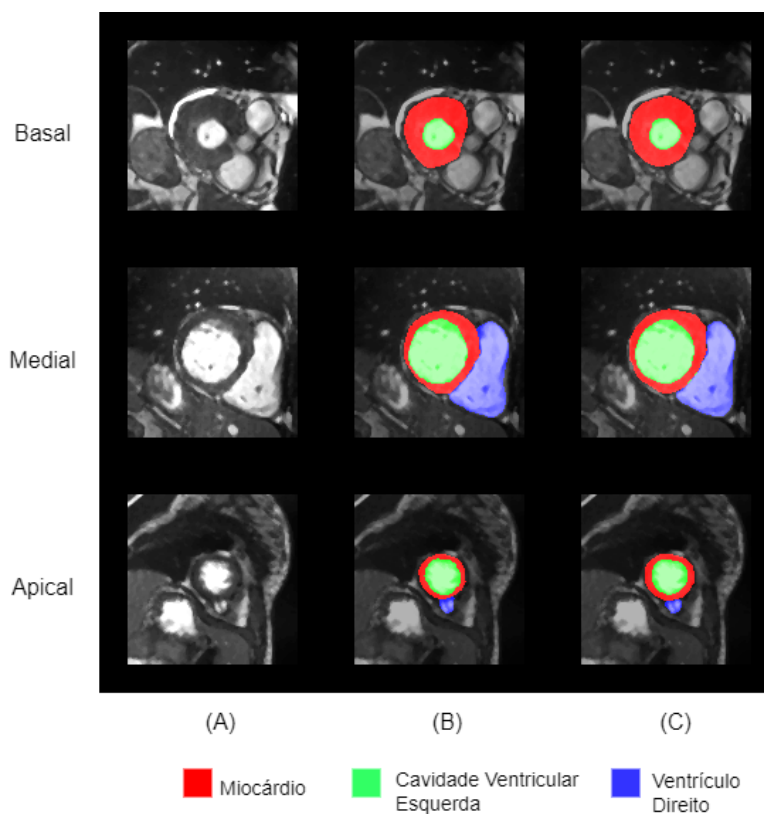 Basal
Medial
Apical
(A)
(B)
(C)
Miocárdio
Cavidade Ventricular
Esquerda
Ventrículo
Direito